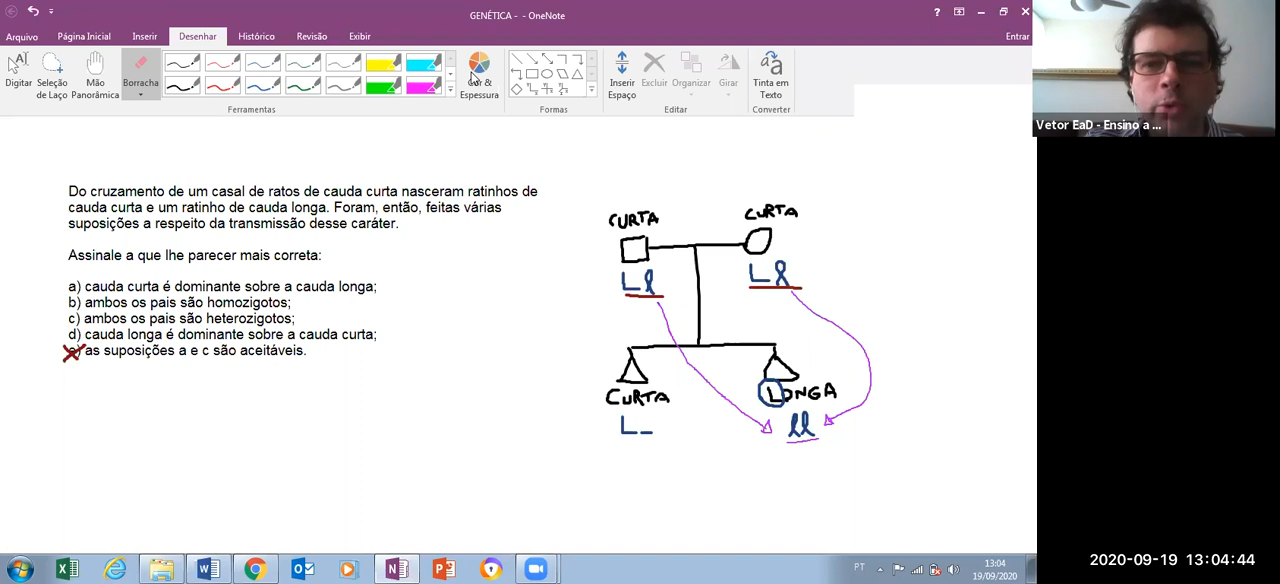 GENÉTICA - - OneNote
?
Arquivo Página Inicial Inserir Desenhar Histórico Revisão Exibir Entrar
Digitar Seleção de Laço Mão Panorâmica Borracha Cor & Espessura Inserir Espaço Excluir Organizar Girar Tinta em Texto
Ferramentas Formas Editar Converter
Vetor EaD - Ensino a ...
Do cruzamento de um casal de ratos de cauda curta nasceram ratinhos de
cauda curta e um ratinho de cauda longa. Foram, então, feitas várias
suposições a respeito da transmissão desse caráter.
Assinale a que lhe parecer mais correta:
a) cauda curta é dominante sobre a cauda longa;
b) ambos os pais são homozigotos;
c) ambos os pais são heterozigotos;
d) cauda longa é dominante sobre a cauda curta;
e) as suposições a e c são aceitáveis.
CURTA CURTA
Ll Ll
CURTA LONGA
L_ ll
PT 13:04
19/09/2020
2020-09-19 13:04:44